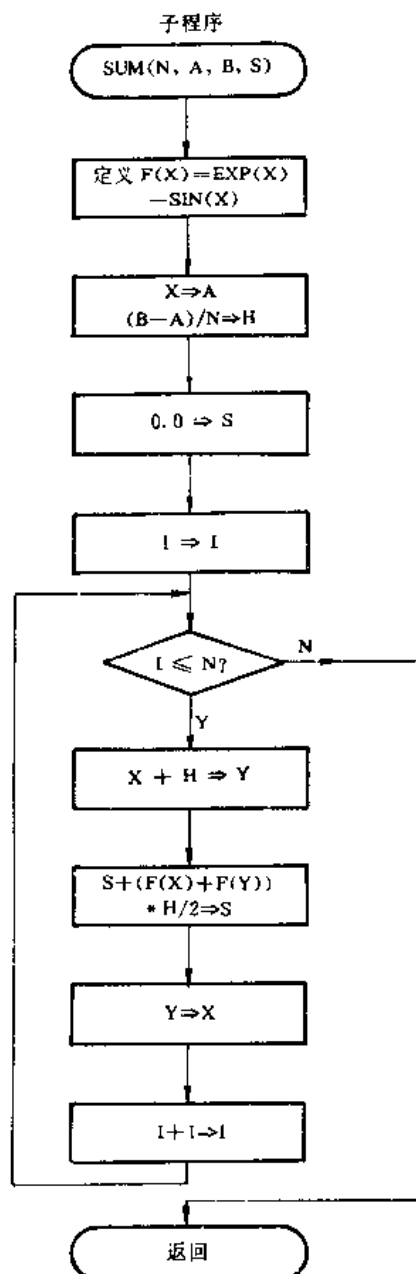 子程序
SUM(N, A, B, S)
定义 F(X)=EXP(X)
—SIN(X)
X⇒A
(B—A)/N⇒H
0.0 ⇒ S
1 ⇒ I
I ≤ N?
N
Y
X + H ⇒ Y
S+(F(X)+F(Y))
* H/2⇒S
Y⇒X
I+1→I
返回